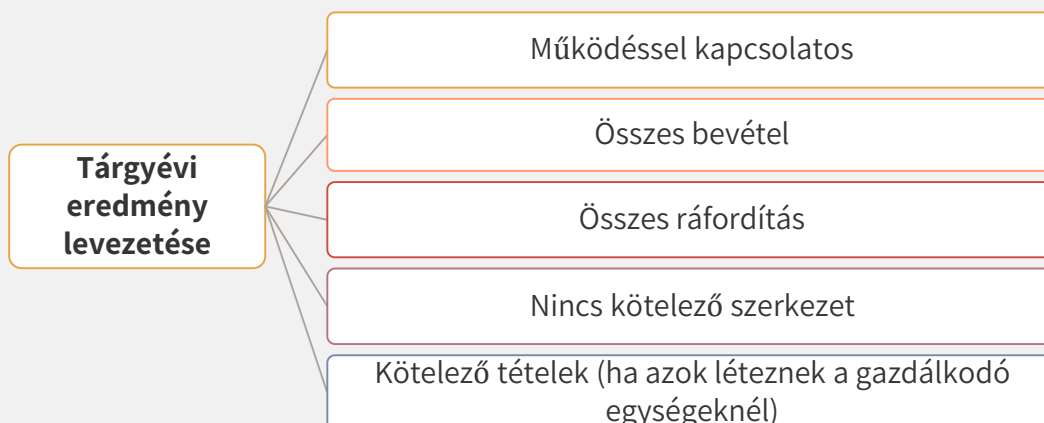 Tárgyévi
eredmény
levezetése
Működéssel kapcsolatos
Összes bevétel
Összes ráfordítás
Nincs kötelező szerkezet
Kötelező tételek (ha azok léteznek a gazdálkodó
egységeknél)